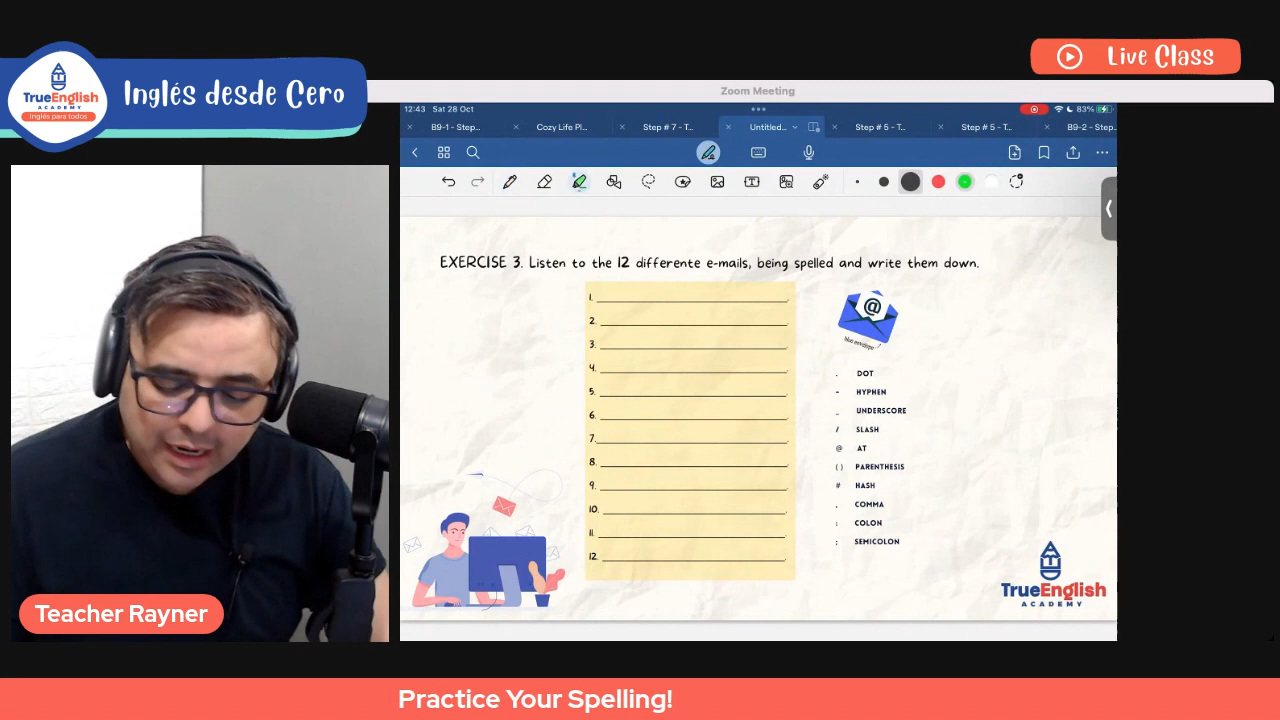 Inglés desde Cero
TrueEnglish
ACADEMY
Inglés para todos
Live Class
Zoom Meeting
12:43 Sat 28 Oct
83%
B9-1 - Step...
Cozy Life Pl...
Step # 7 - T...
Untitled...
Step # 5 - T...
Step # 5 - T...
B9-2 - Step...
EXERCISE 3. Listen to the 12 differente e-mails, being spelled and write them down.
1.
2.
3.
4.
5.
6.
7.
8.
9.
10.
11.
12.
@
blue envelope
. DOT
- HYPHEN
_ UNDERSCORE
/ SLASH
@ AT
( ) PARENTHESIS
# HASH
, COMMA
: COLON
; SEMICOLON
TrueEnglish
ACADEMY
Teacher Rayner
Practice Your Spelling!